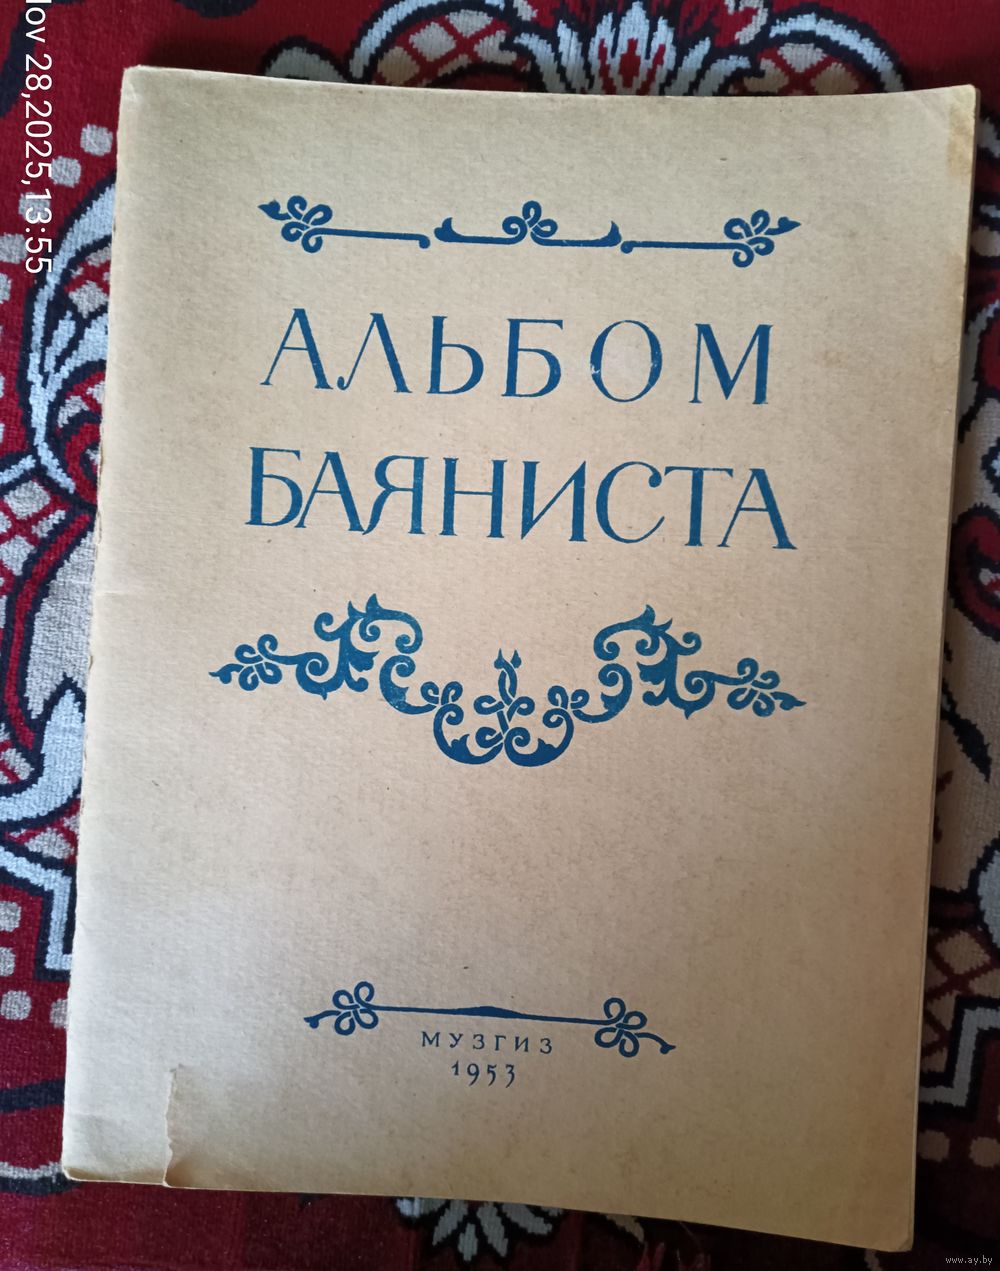 Nov 28,2025,13:55
АЛЬБОМ
БАЯНИСТА
МУЗГИЗ
1953
www.ay.by